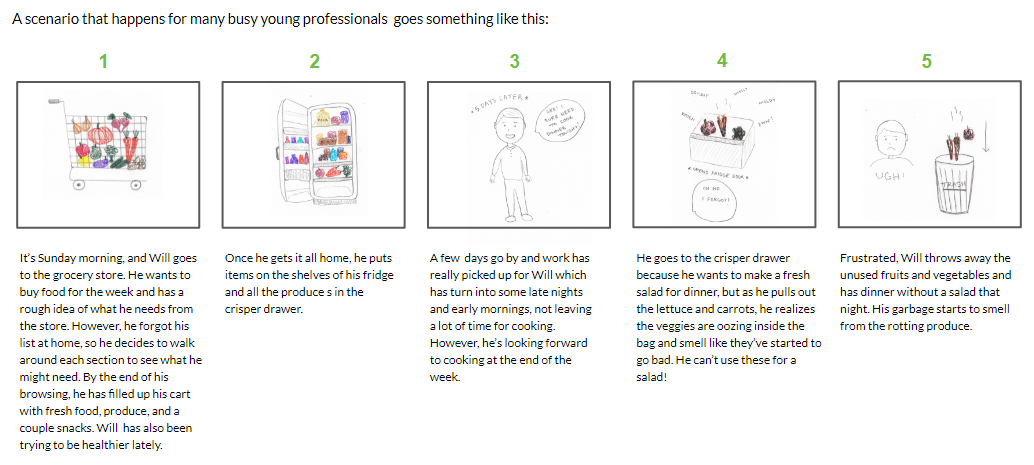 A scenario that happens for many busy young professionals goes something like this:
1
2
3
4
5
*5 DAYS LATER*
TO COOK
DINNER
TONIGHT!
MOLDY
EWW!
* OPENS FRIDGE DOOR *
OH NO
I FORGOT!
UGH!
TRASH
It's Sunday morning, and Will goes
to the grocery store. He wants to
buy food for the week and has a
rough idea of what he needs from
the store. However, he forgot his
list at home, so he decides to walk
around each section to see what he
might need. By the end of his
browsing, he has filled up his cart
with fresh food, produce, and a
couple snacks. Will has also been
trying to be healthier lately.
Once he gets it all home, he puts
items on the shelves of his fridge
and all the produce s in the
crisper drawer.
A few days go by and work has
really picked up for Will which
has turn into some late nights
and early mornings, not leaving
a lot of time for cooking.
However, he's looking forward
to cooking at the end of the
week.
He goes to the crisper drawer
because he wants to make a fresh
salad for dinner, but as he pulls out
the lettuce and carrots, he realizes
the veggies are oozing inside the
bag and smell like they've started to
go bad. He can't use these for a
salad!
Frustrated, Will throws away the
unused fruits and vegetables and
has dinner without a salad that
night. His garbage starts to smell
from the rotting produce.